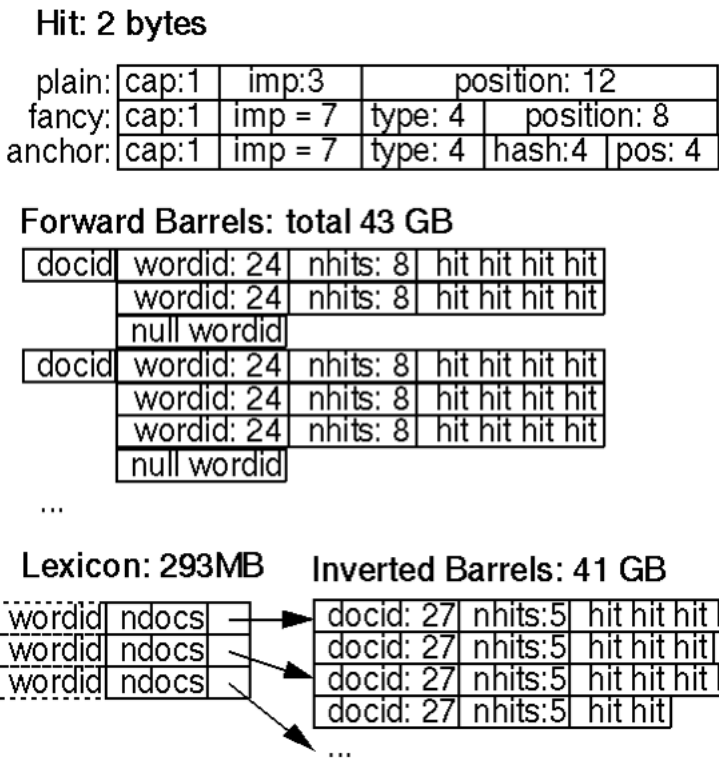 Hit: 2 bytes
plain: cap:1 imp:3 position: 12
fancy: cap:1 imp = 7 type: 4 position: 8
anchor: cap:1 imp = 7 type: 4 hash:4 pos: 4
Forward Barrels: total 43 GB
docid wordid: 24 nhits: 8 hit hit hit hit
wordid: 24 nhits: 8 hit hit hit hit
null wordid
docid wordid: 24 nhits: 8 hit hit hit hit
wordid: 24 nhits: 8 hit hit hit hit
wordid: 24 nhits: 8 hit hit hit hit
null wordid
...
Lexicon: 293MB Inverted Barrels: 41 GB
wordid ndocs docid: 27 nhits:5 hit hit hit
wordid ndocs docid: 27 nhits:5 hit hit hit
wordid ndocs docid: 27 nhits:5 hit hit hit
docid: 27 nhits:5 hit hit
...